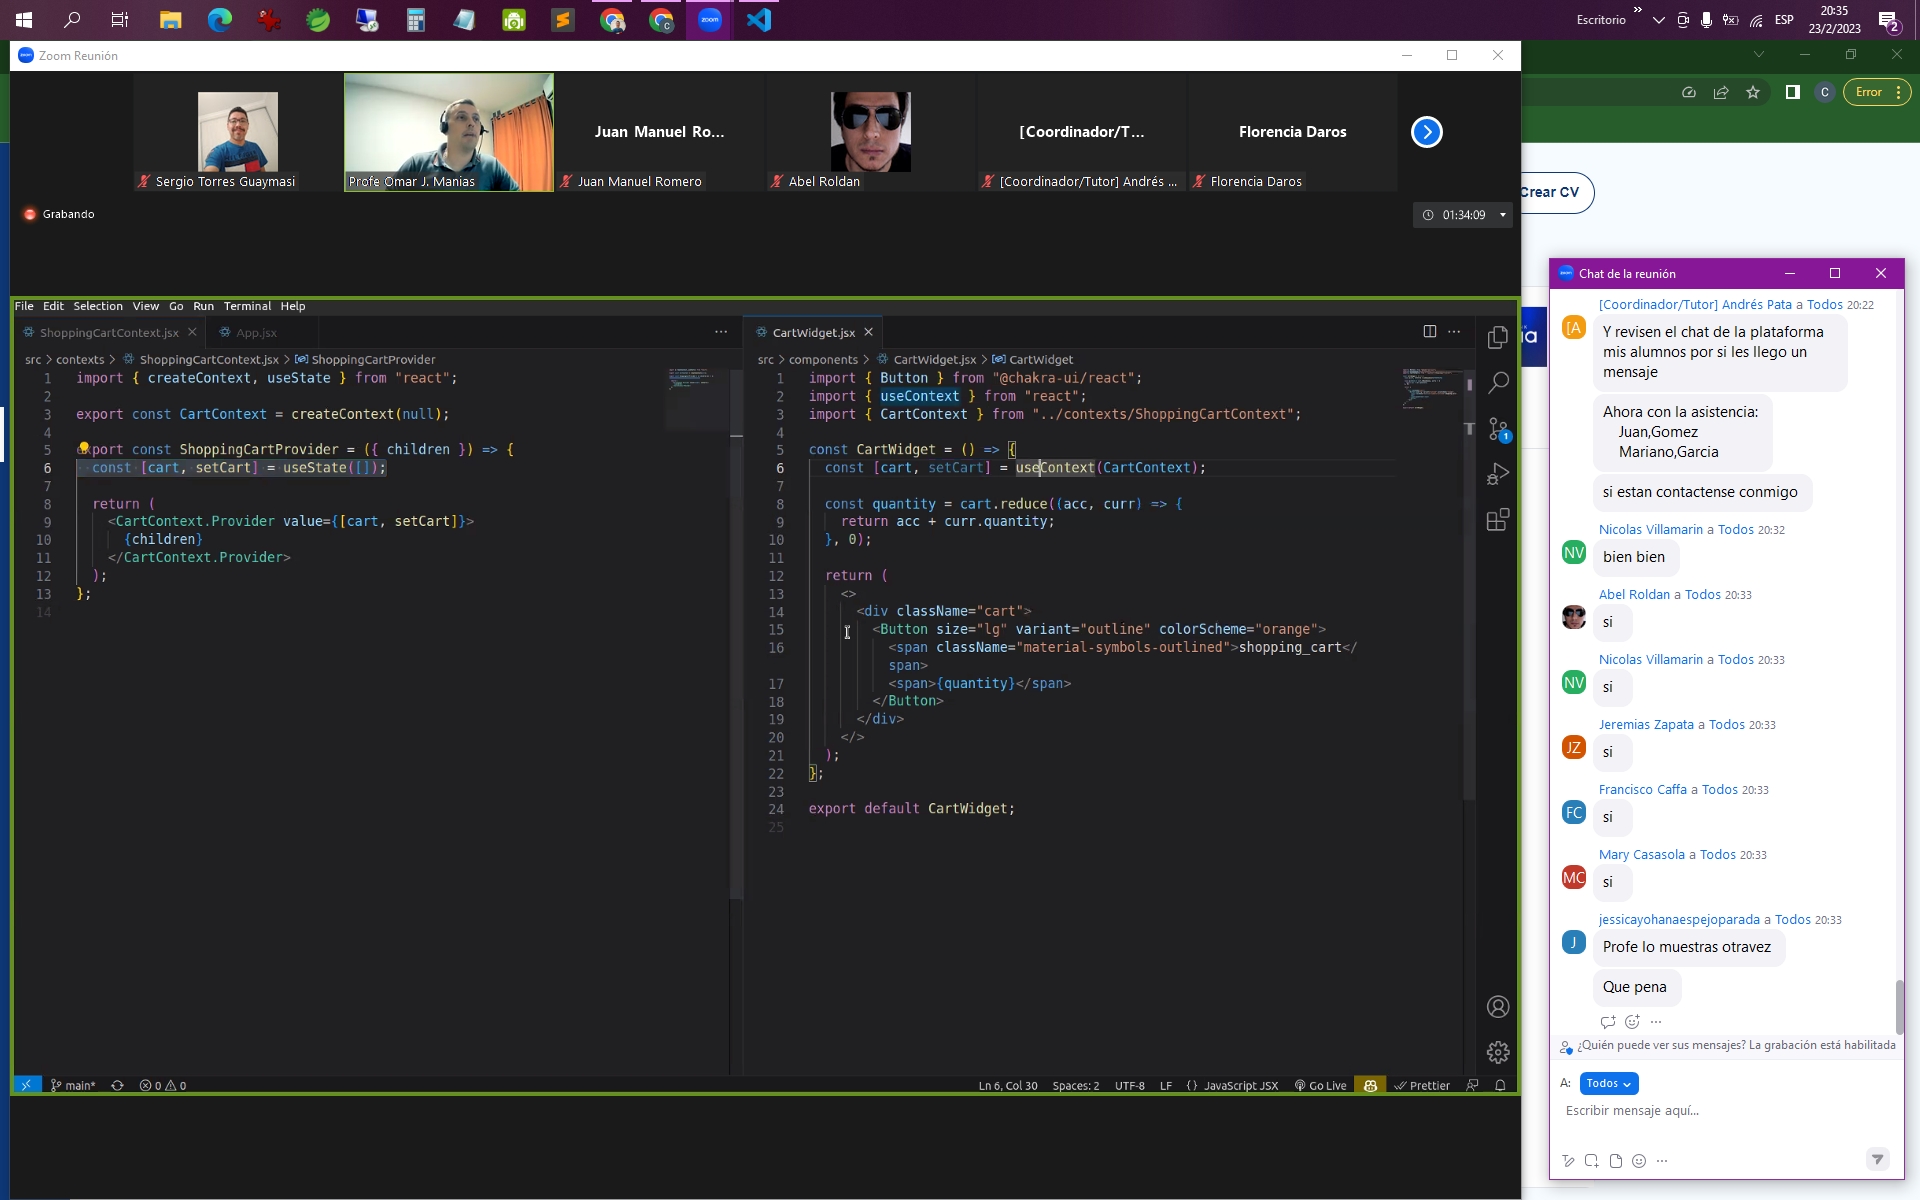 Escritorio
ESP
20:35
23/2/2023
2
Zoom Reunión
C
Error
Juan Manuel Ro...
[Coordinador/T...
Florencia Daros
Sergio Torres Guaymasi
Profe Omar J. Manias
Juan Manuel Romero
Abel Roldan
[Coordinador/Tutor] Andrés ...
Florencia Daros
Crear CV
Grabando
01:34:09
File Edit Selection View Go Run Terminal Help
ShoppingCartContext.jsx
App.jsx
src > contexts > ShoppingCartContext.jsx > ShoppingCartProvider
1 import { createContext, useState } from "react";
2
3 export const CartContext = createContext(null);
4
5 export const ShoppingCartProvider = ({ children }) => {
6 const [cart, setCart] = useState([]);
7
8 return (
9 <CartContext.Provider value={[cart, setCart]}>
10 {children}
11 </CartContext.Provider>
12 );
13 };
14
CartWidget.jsx
src > components > CartWidget.jsx > CartWidget
1 import { Button } from "@chakra-ui/react";
2 import { useContext } from "react";
3 import { CartContext } from "../contexts/ShoppingCartContext";
4
5 const CartWidget = () => {
6 const [cart, setCart] = useContext(CartContext);
7
8 const quantity = cart.reduce((acc, curr) => {
9 return acc + curr.quantity;
10 }, 0);
11
12 return (
13 <>
14 <div className="cart">
15 <Button size="lg" variant="outline" colorScheme="orange">
16 <span className="material-symbols-outlined">shopping_cart</
span>
17 <span>{quantity}</span>
18 </Button>
19 </div>
20 </>
21 );
22 };
23
24 export default CartWidget;
25
1
main* 0 0
Ln 6, Col 30 Spaces: 2 UTF-8 LF {} JavaScript JSX Go Live Prettier
ia
Chat de la reunión
[Coordinador/Tutor] Andrés Pata a Todos 20:22
[A
Y revisen el chat de la plataforma
mis alumnos por si les llego un
mensaje
Ahora con la asistencia:
Juan,Gomez
Mariano,Garcia
si estan contactense conmigo
Nicolas Villamarin a Todos 20:32
NV
bien bien
Abel Roldan a Todos 20:33
si
Nicolas Villamarin a Todos 20:33
NV
si
Jeremias Zapata a Todos 20:33
JZ
si
Francisco Caffa a Todos 20:33
FC
si
Mary Casasola a Todos 20:33
MC
si
jessicayohanaespejoparada a Todos 20:33
J
Profe lo muestras otravez
Que pena
¿Quién puede ver sus mensajes? La grabación está habilitada
A: Todos
Escribir mensaje aquí...